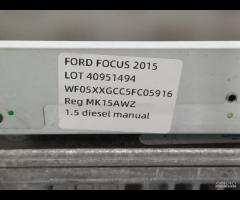 FORD FOCUS 2015
LOT 40951494
WF05XXGCC5FC05916
Reg MK15AWZ
1.5 diesel manual